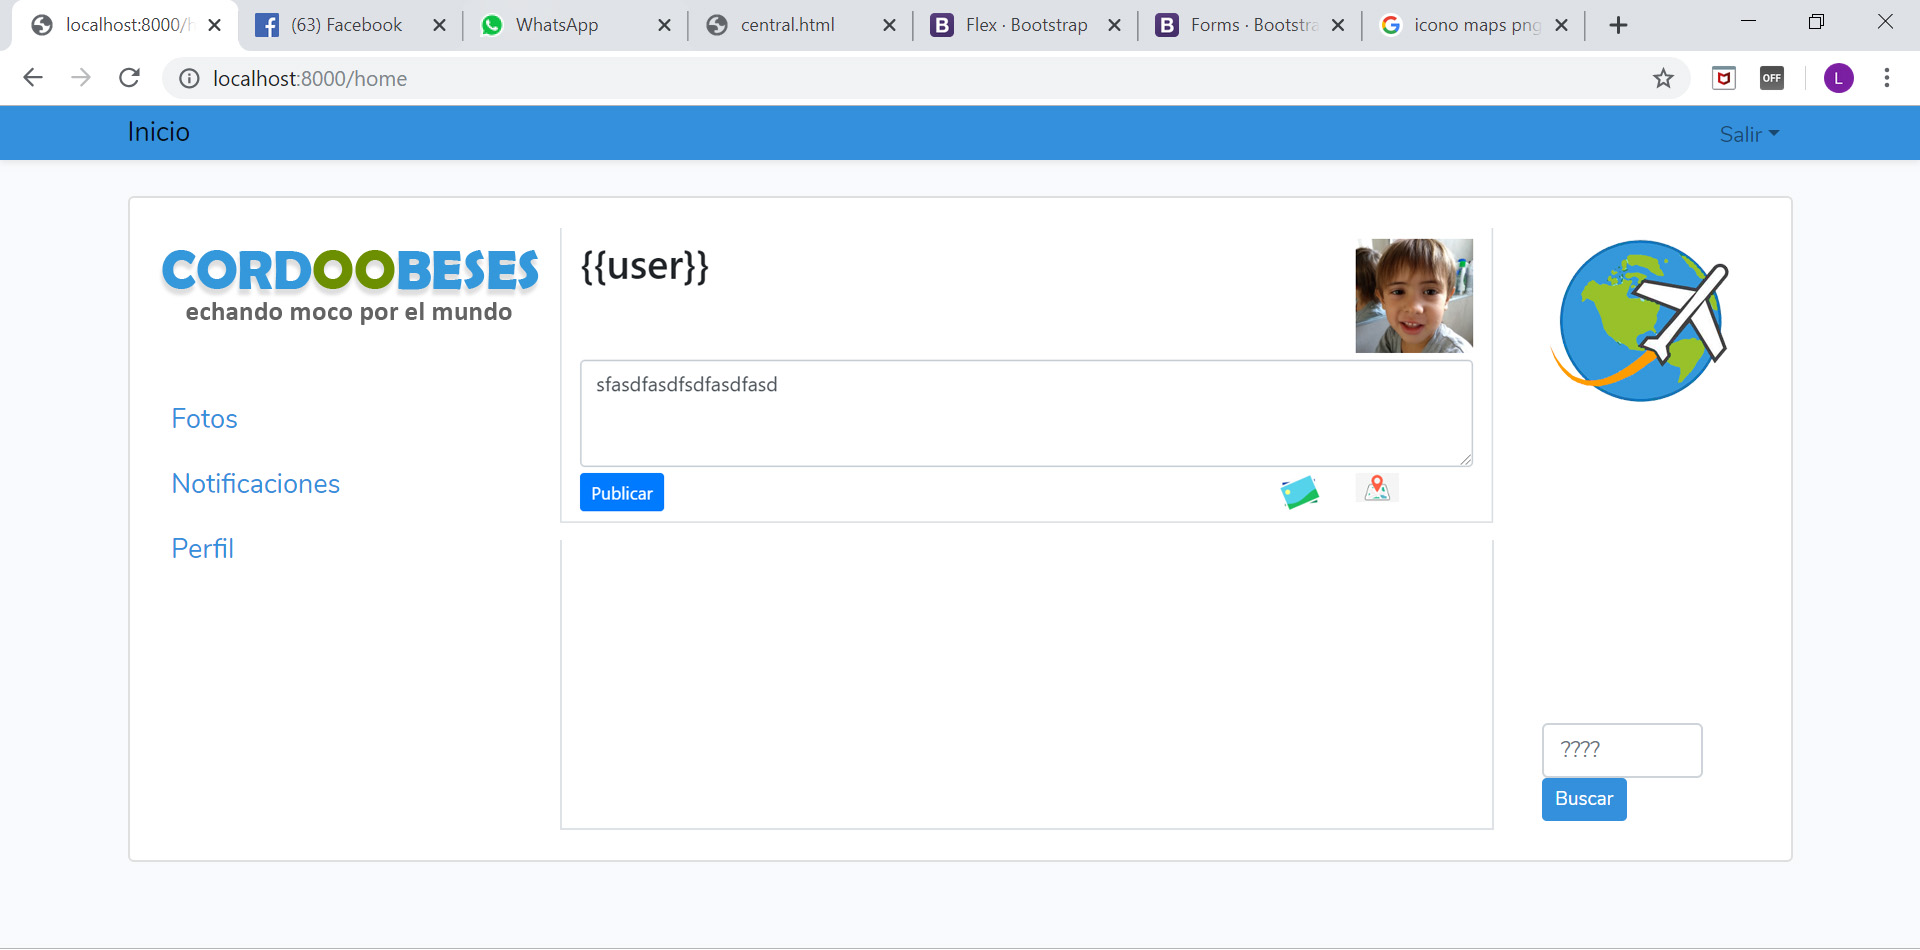 localhost:8000/h
(63) Facebook
WhatsApp
central.html
Flex · Bootstrap
Forms · Bootstra
icono maps png
localhost:8000/home
OFF
L
Inicio
Salir
CORDOOBESES
echando moco por el mundo
{{user}}
sfasdfasdfsdfasdfasd
Fotos
Publicar
Notificaciones
Perfil
????
Buscar